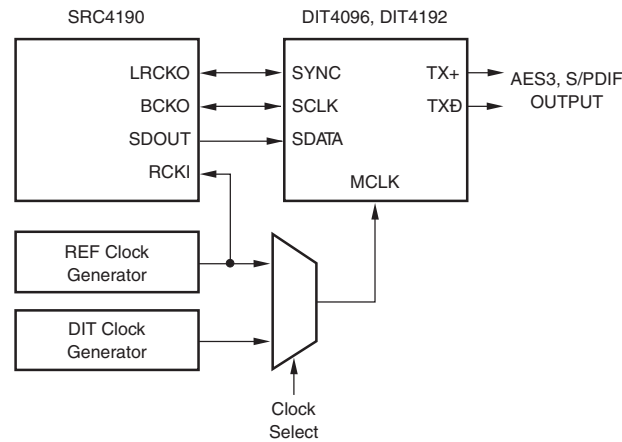 SRC4190
DIT4096, DIT4192
LRCKO
BCKO
SDOUT
RCKI
SYNC
SCLK
SDATA
TX+
TXĐ
MCLK
AES3, S/PDIF
OUTPUT
REF Clock
Generator
DIT Clock
Generator
Clock
Select